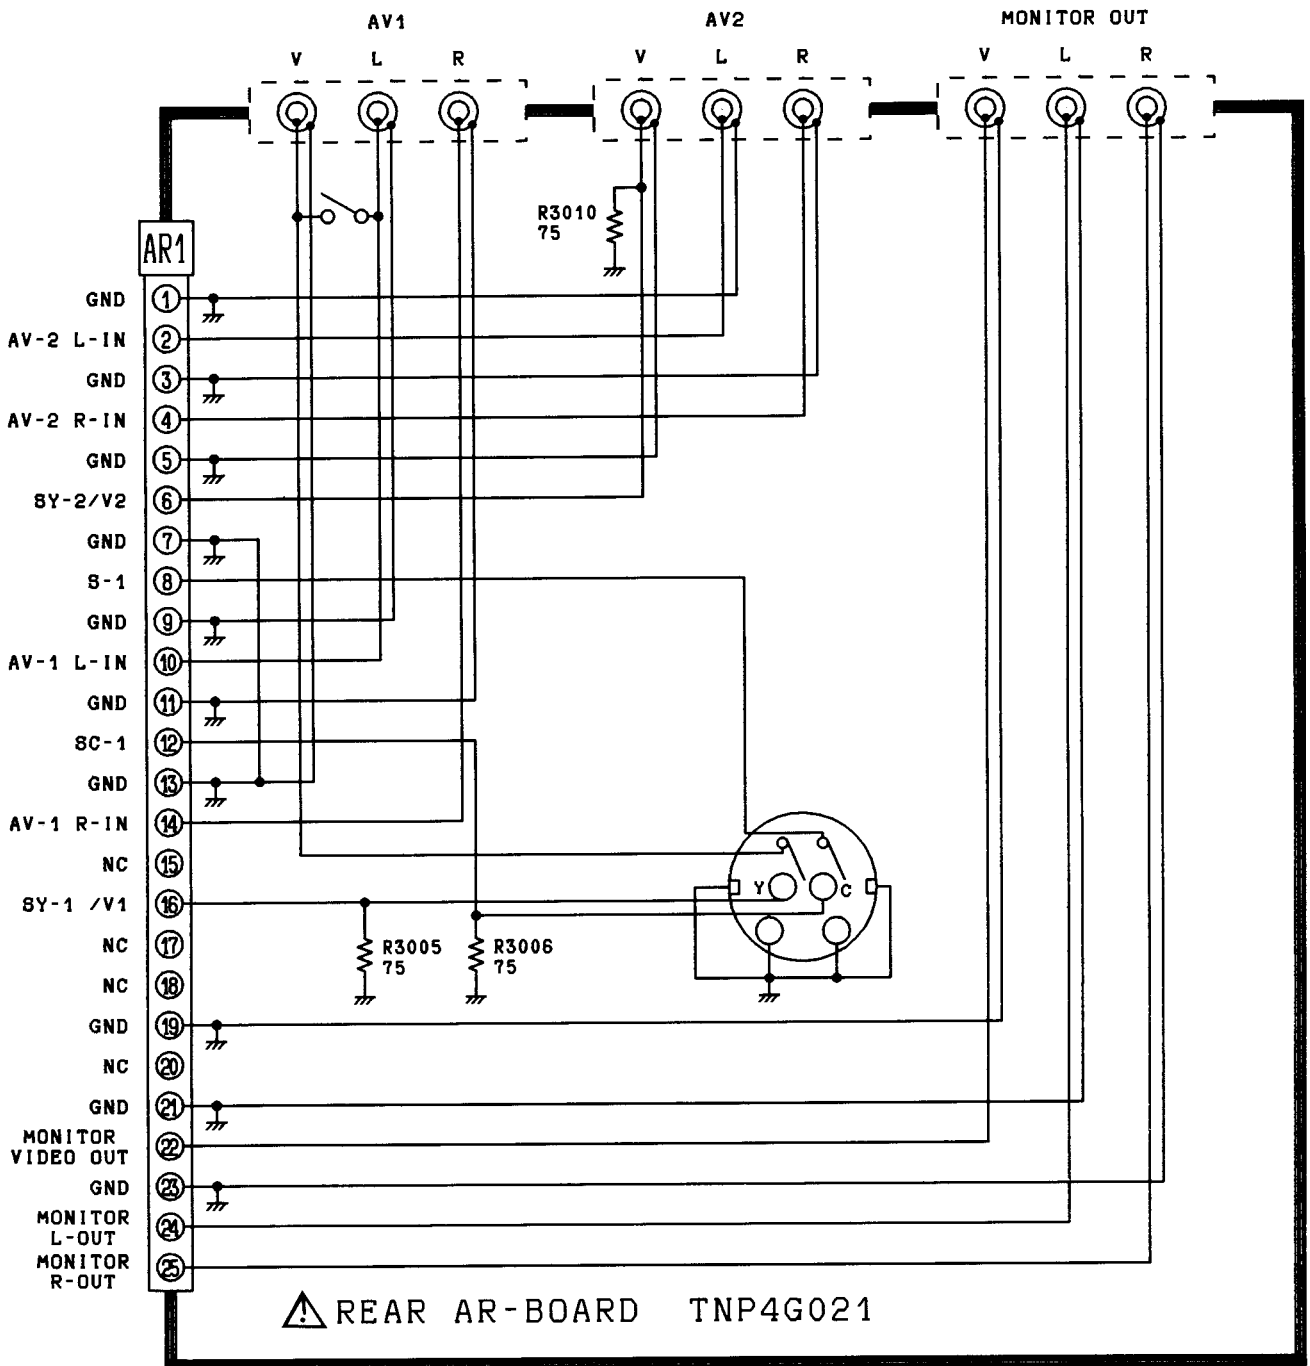 AV1 AV2 MONITOR OUT
V L R V L R V L R
R3010
75
AR1
GND 1
AV-2 L-IN 2
GND 3
AV-2 R-IN 4
GND 5
SY-2/V2 6
GND 7
S-1 8
GND 9
AV-1 L-IN 10
GND 11
SC-1 12
GND 13
AV-1 R-IN 14
NC 15
Y C
SY-1 /V1 16
NC 17
R3005 R3006
75 75
NC 18
GND 19
NC 20
GND 21
MONITOR
VIDEO OUT 22
GND 23
MONITOR
L-OUT 24
MONITOR
R-OUT 25
! REAR AR-BOARD TNP4G021